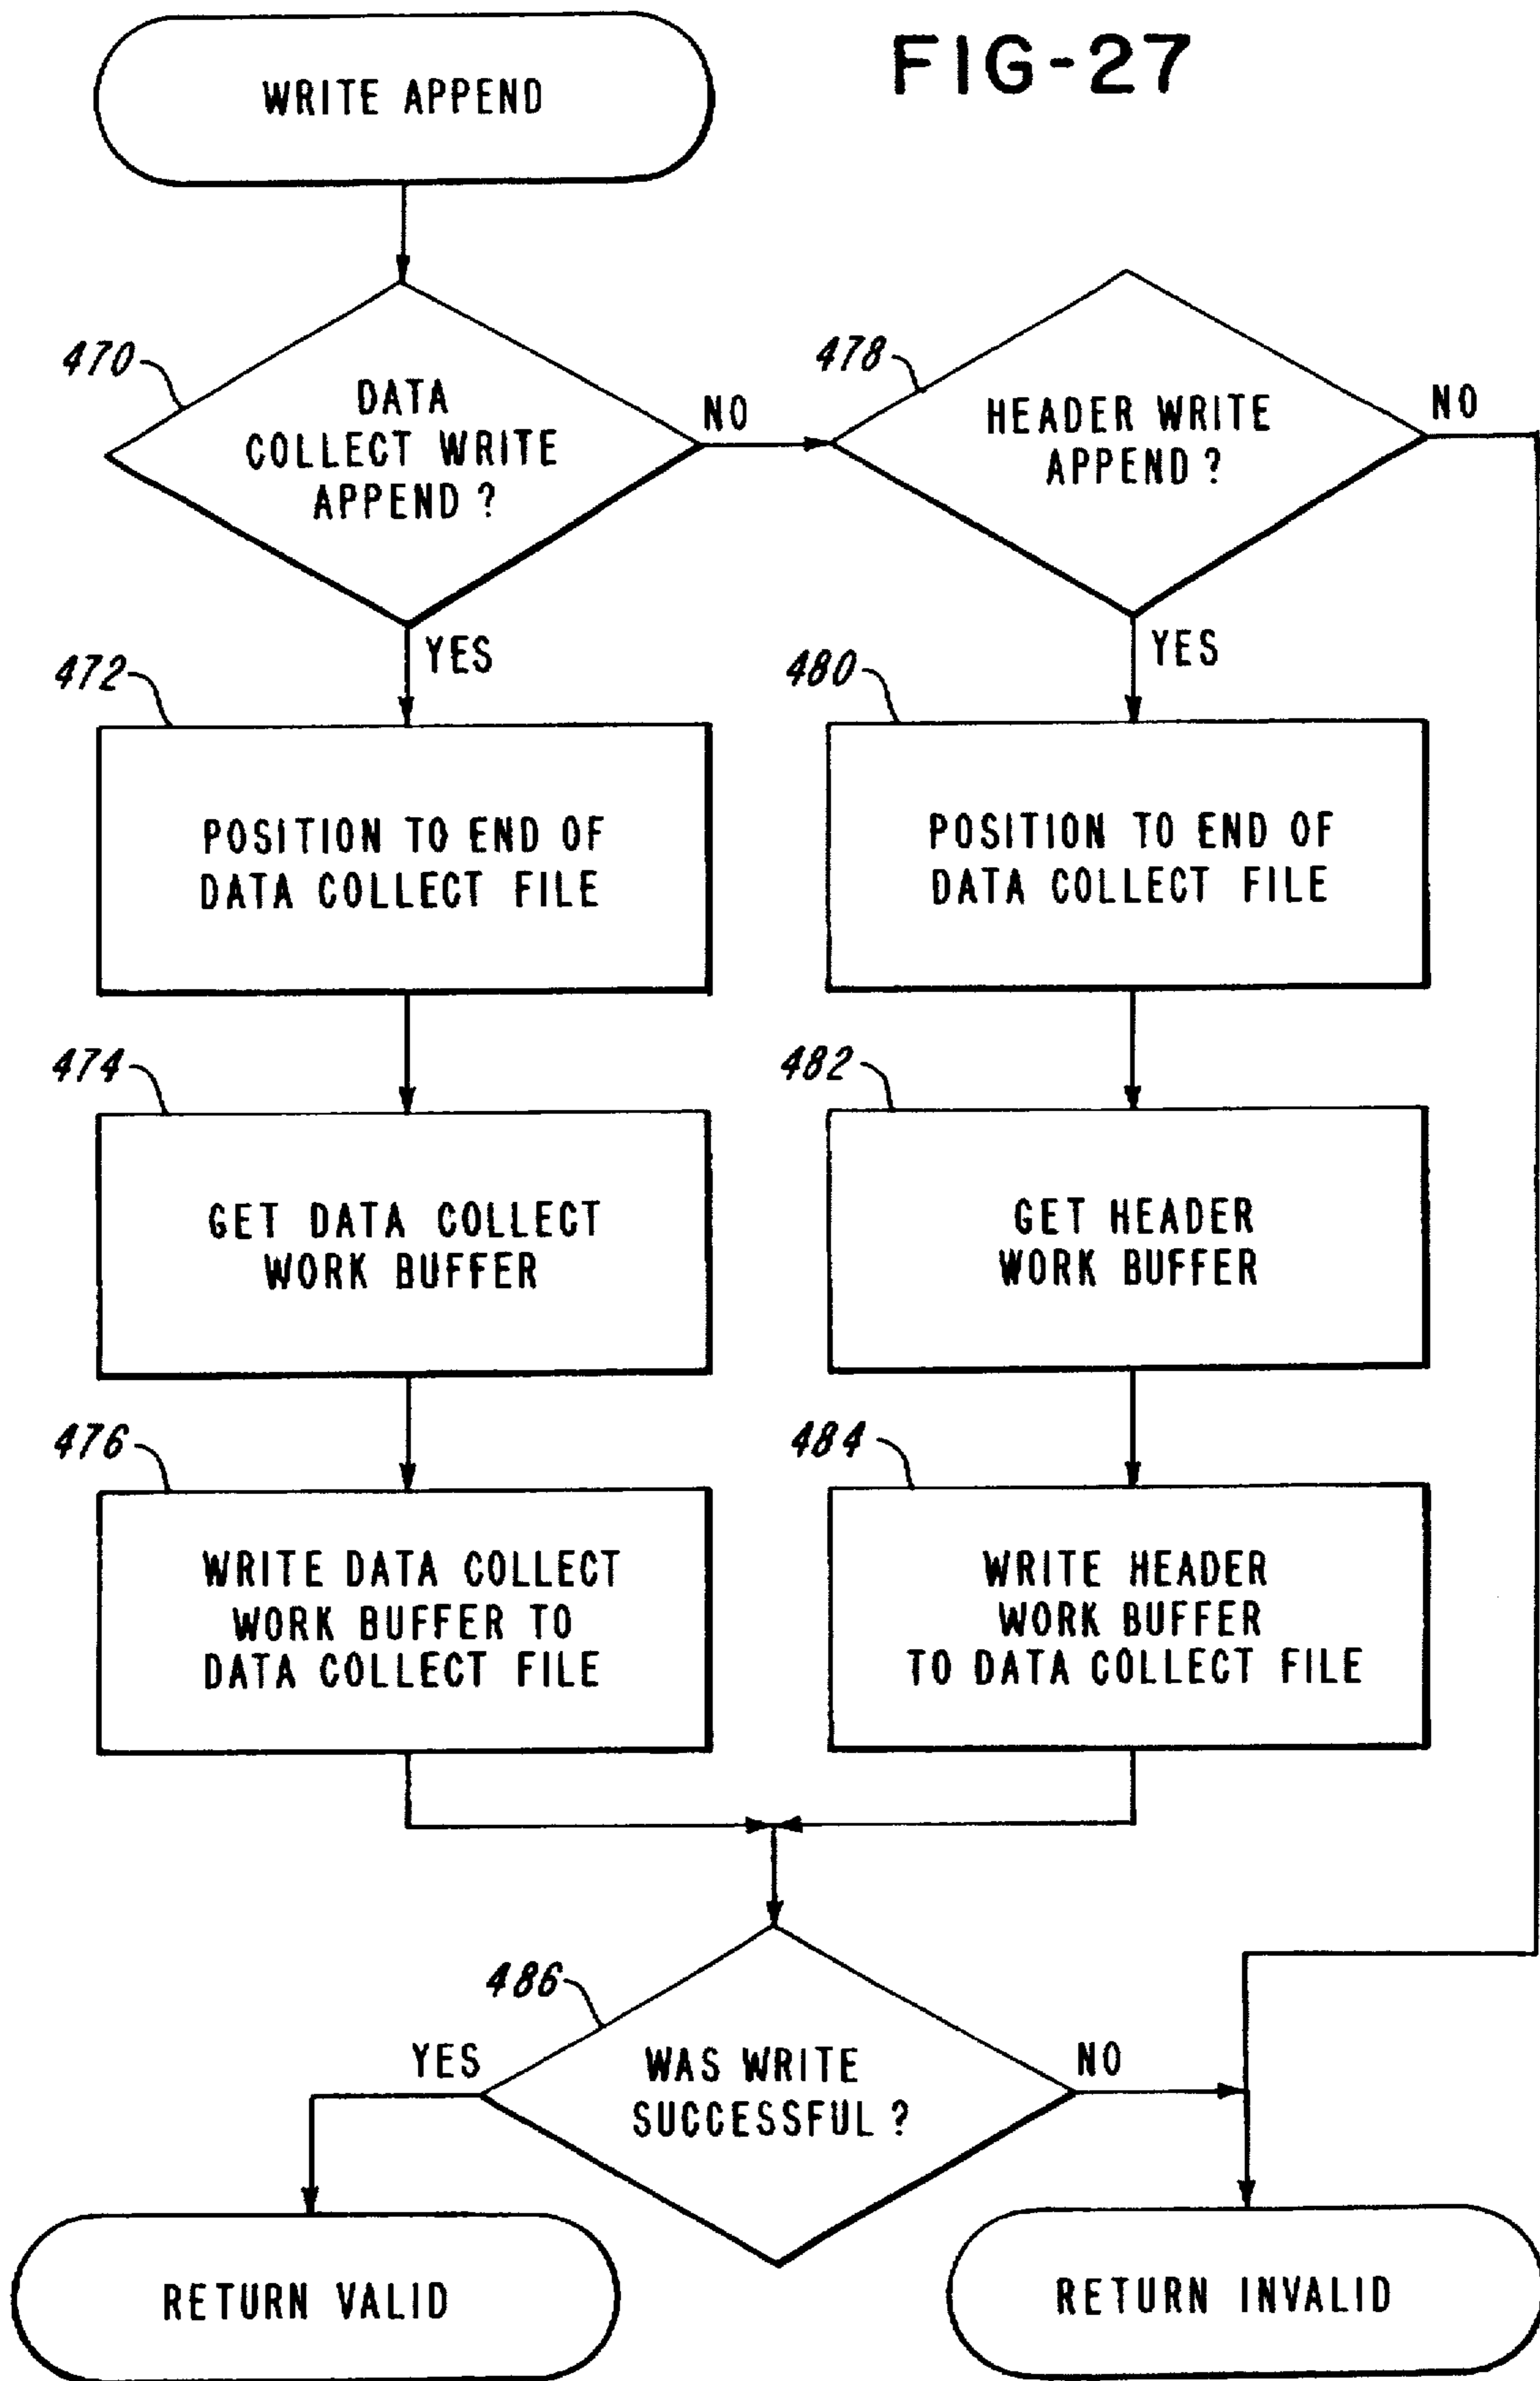 FIG-27
WRITE APPEND
470
DATA
COLLECT WRITE
APPEND?
NO
YES
478
HEADER WRITE
APPEND?
NO
YES
472
POSITION TO END OF
DATA COLLECT FILE
480
POSITION TO END OF
DATA COLLECT FILE
474
GET DATA COLLECT
WORK BUFFER
482
GET HEADER
WORK BUFFER
476
WRITE DATA COLLECT
WORK BUFFER TO
DATA COLLECT FILE
484
WRITE HEADER
WORK BUFFER
TO DATA COLLECT FILE
486
YES
WAS WRITE
SUCCESSFUL?
NO
RETURN VALID
RETURN INVALID